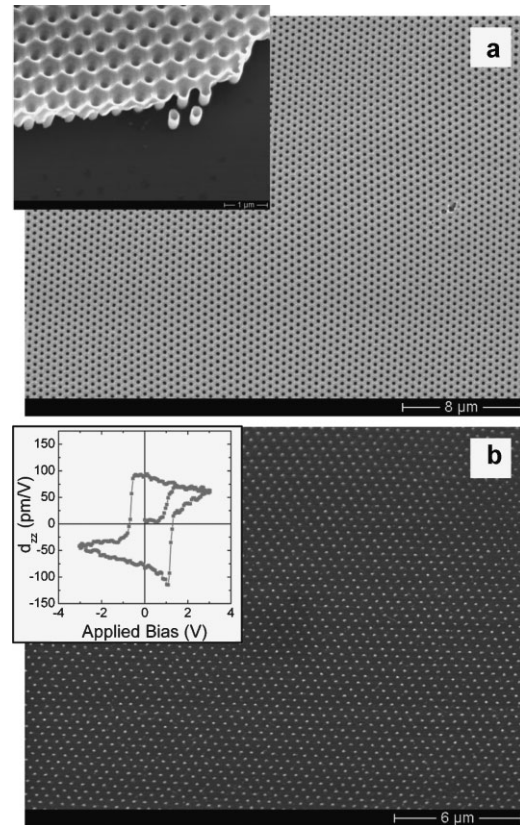 a
1 µm
8 µm
b
150
100
50
0
-50
-100
-150
d_zz (pm/V)
-4 -2 0 2 4
Applied Bias (V)
6 µm